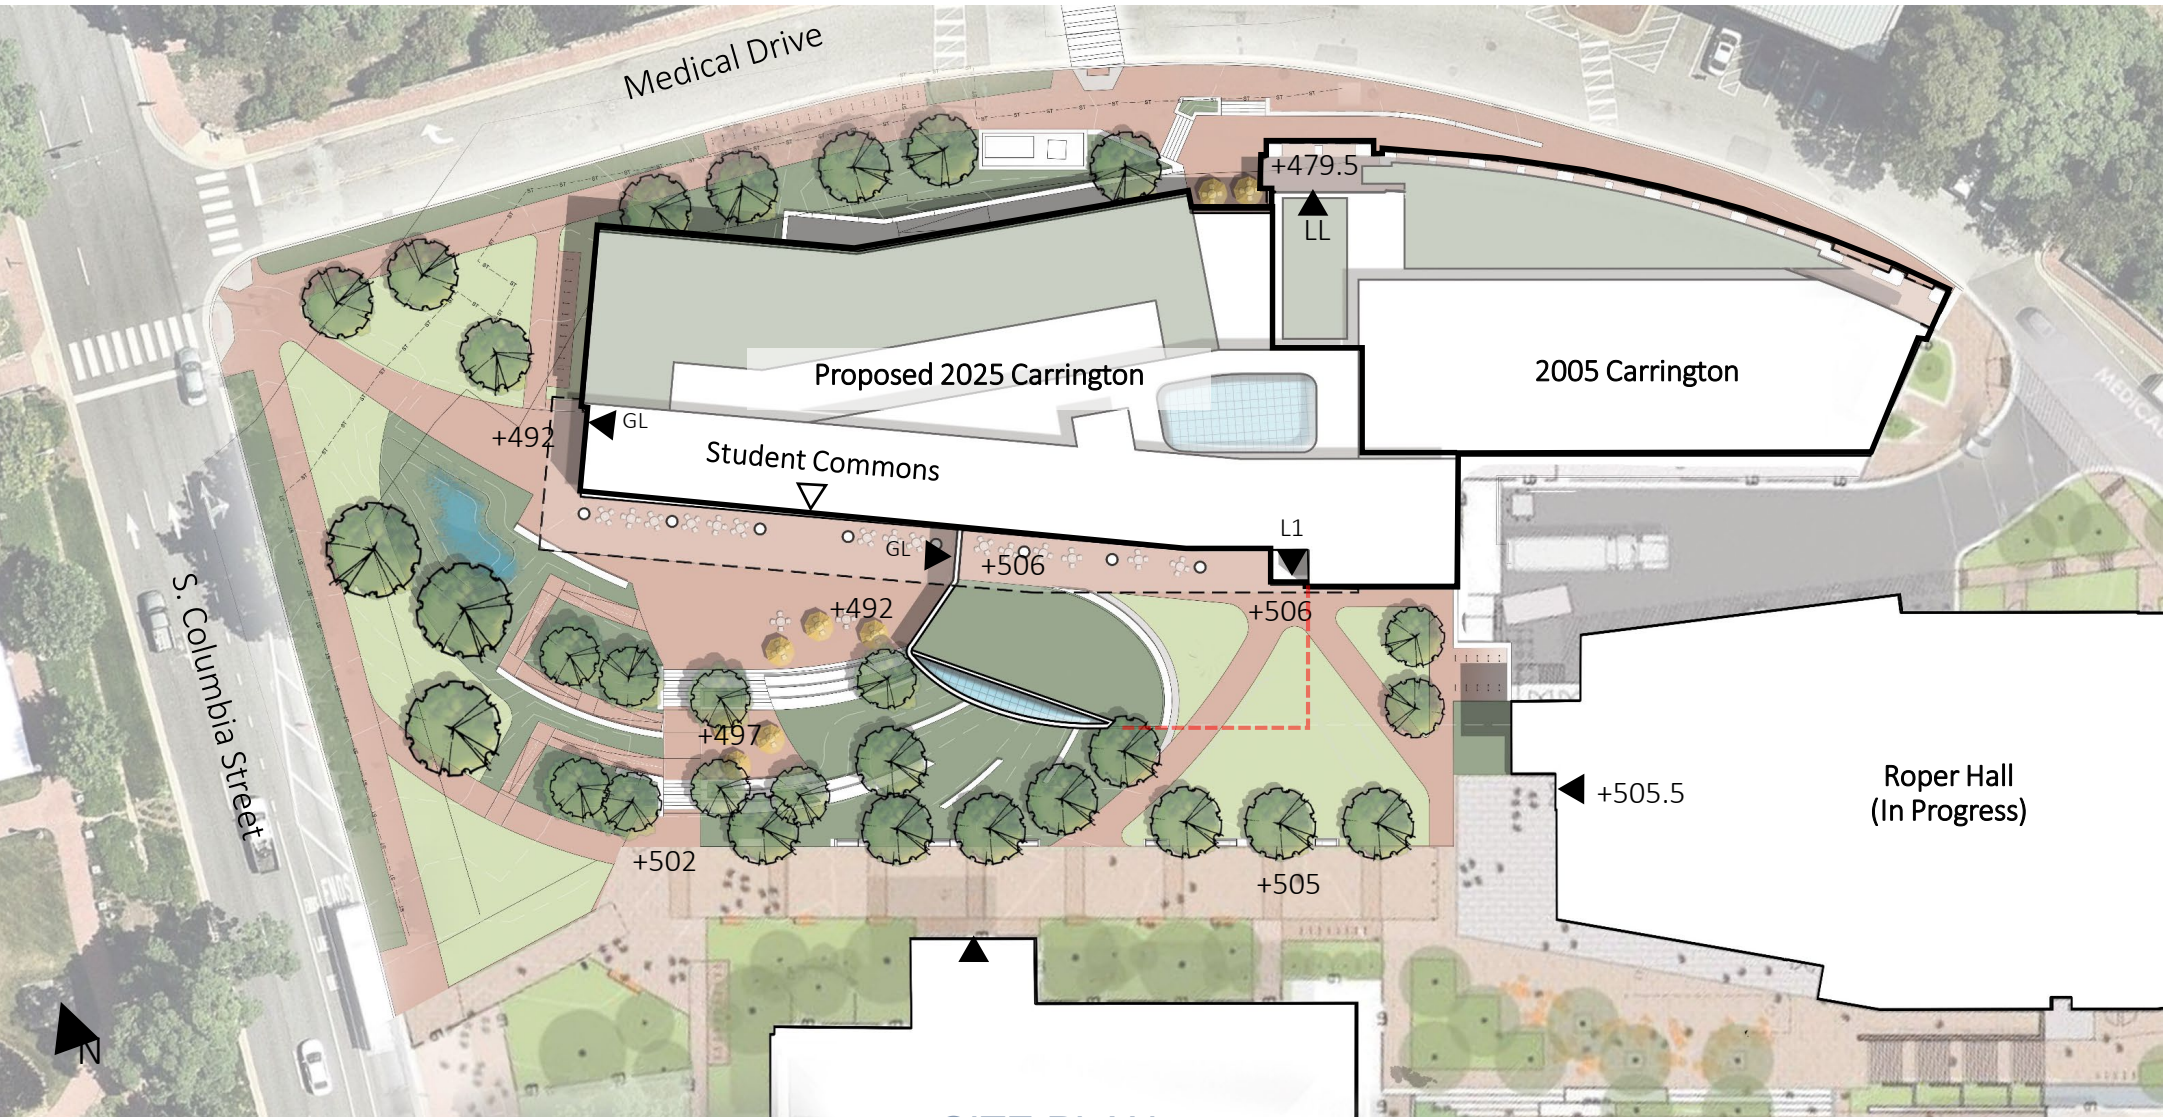 Medical Drive
+479.5
LL
MEDICA
Proposed 2025 Carrington
2005 Carrington
GL
+492
Student Commons
L1
GL
+506
+492
+506
S. Columbia Street
+497
Roper Hall
(In Progress)
+505.5
+502
+505
N